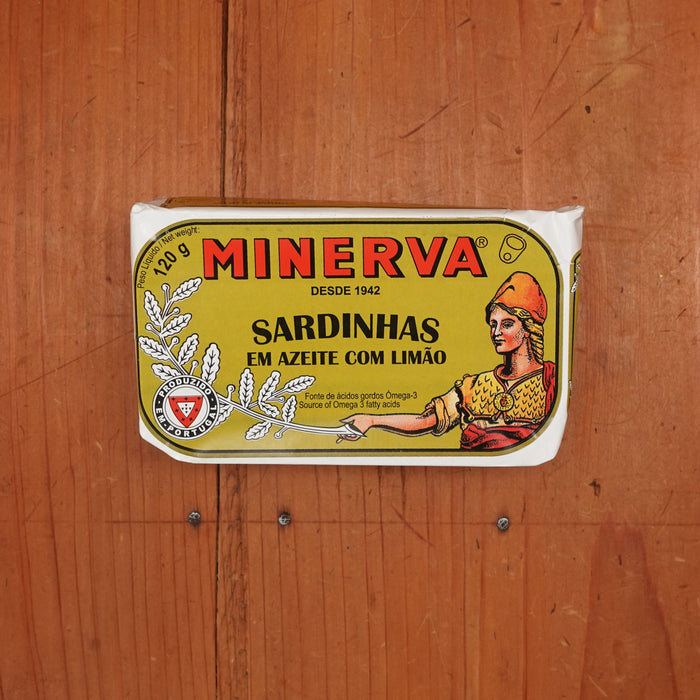 Peso Líquido / Net weight:
120 g
MINERVA®
DESDE 1942
SARDINHAS
EM AZEITE COM LIMÃO
Fonte de ácidos gordos Ómega-3
Source of Omega 3 fatty acids
PRODUZIDO
EM PORTUGAL